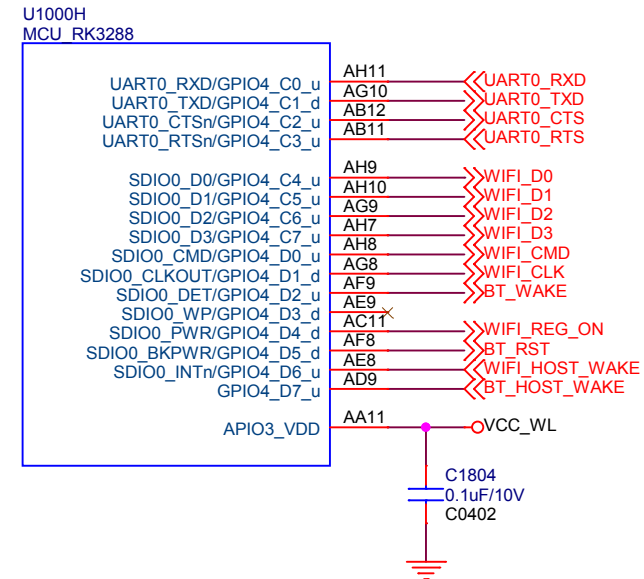 U1000H
MCU_RK3288
UART0_RXD/GPIO4_C0_u AH11 UART0_RXD
UART0_TXD/GPIO4_C1_d AG10 UART0_TXD
UART0_CTSn/GPIO4_C2_u AB12 UART0_CTS
UART0_RTSn/GPIO4_C3_u AB11 UART0_RTS
SDIO0_D0/GPIO4_C4_u AH9 WIFI_D0
SDIO0_D1/GPIO4_C5_u AH10 WIFI_D1
SDIO0_D2/GPIO4_C6_u AG9 WIFI_D2
SDIO0_D3/GPIO4_C7_u AH7 WIFI_D3
SDIO0_CMD/GPIO4_D0_u AH8 WIFI_CMD
SDIO0_CLKOUT/GPIO4_D1_d AG8 WIFI_CLK
SDIO0_DET/GPIO4_D2_u AF9 BT_WAKE
SDIO0_WP/GPIO4_D3_d AE9
SDIO0_PWR/GPIO4_D4_d AC11 WIFI_REG_ON
SDIO0_BKPWR/GPIO4_D5_d AF8 BT_RST
SDIO0_INTn/GPIO4_D6_u AE8 WIFI_HOST_WAKE
GPIO4_D7_u AD9 BT_HOST_WAKE
APIO3_VDD AA11 VCC_WL
C1804
0.1uF/10V
C0402